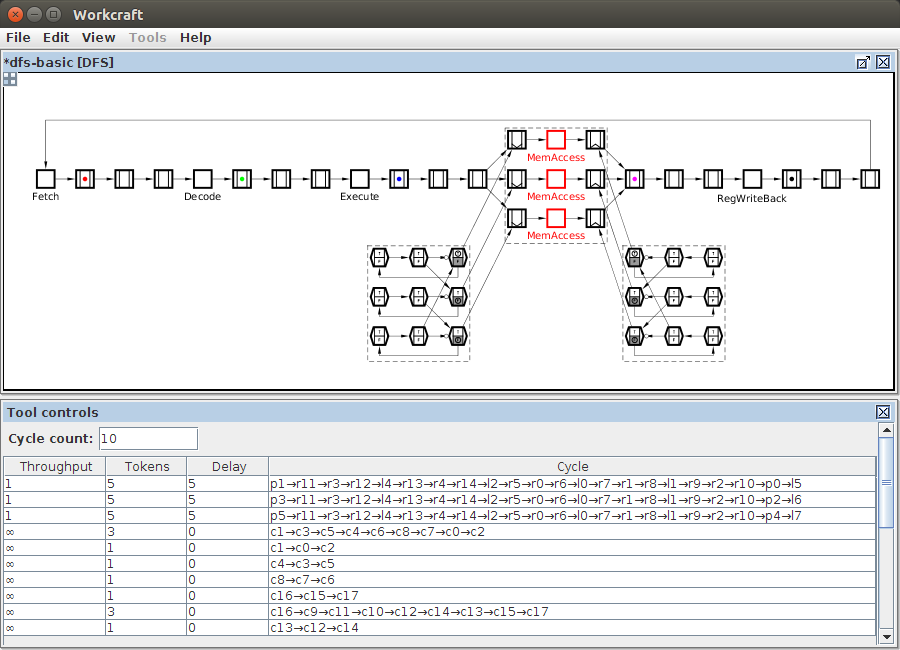 Workcraft
File Edit View Tools Help
*dfs-basic [DFS]
MemAccess
Fetch Decode Execute MemAccess RegWriteBack
MemAccess
Tool controls
Cycle count: 10
Throughput Tokens Delay Cycle
1 5 5 p1→r11→r3→r12→l4→r13→r4→r14→l2→r5→r0→r6→l0→r7→r1→r8→l1→r9→r2→r10→p0→l5
1 5 5 p3→r11→r3→r12→l4→r13→r4→r14→l2→r5→r0→r6→l0→r7→r1→r8→l1→r9→r2→r10→p2→l6
1 5 5 p5→r11→r3→r12→l4→r13→r4→r14→l2→r5→r0→r6→l0→r7→r1→r8→l1→r9→r2→r10→p4→l7
∞ 3 0 c1→c3→c5→c4→c6→c8→c7→c0→c2
∞ 1 0 c1→c0→c2
∞ 1 0 c4→c3→c5
∞ 1 0 c8→c7→c6
∞ 1 0 c16→c15→c17
∞ 3 0 c16→c9→c11→c10→c12→c14→c13→c15→c17
∞ 1 0 c13→c12→c14